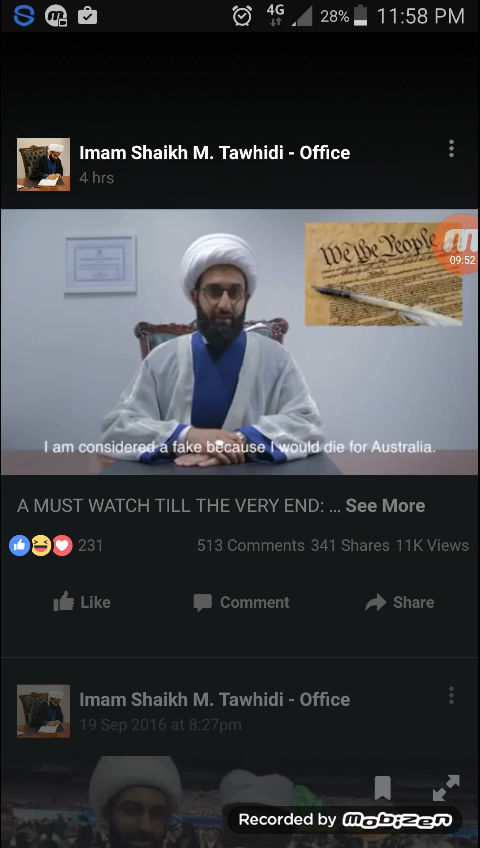 4G
28%
11:58 PM
Imam Shaikh M. Tawhidi - Office
4 hrs
We the People
09:52
I am considered a fake because I would die for Australia.
A MUST WATCH TILL THE VERY END: ... See More
231
513 Comments 341 Shares 11K Views
Like
Comment
Share
Imam Shaikh M. Tawhidi - Office
19 Sep 2016 at 8:27pm
Recorded by Mobizen